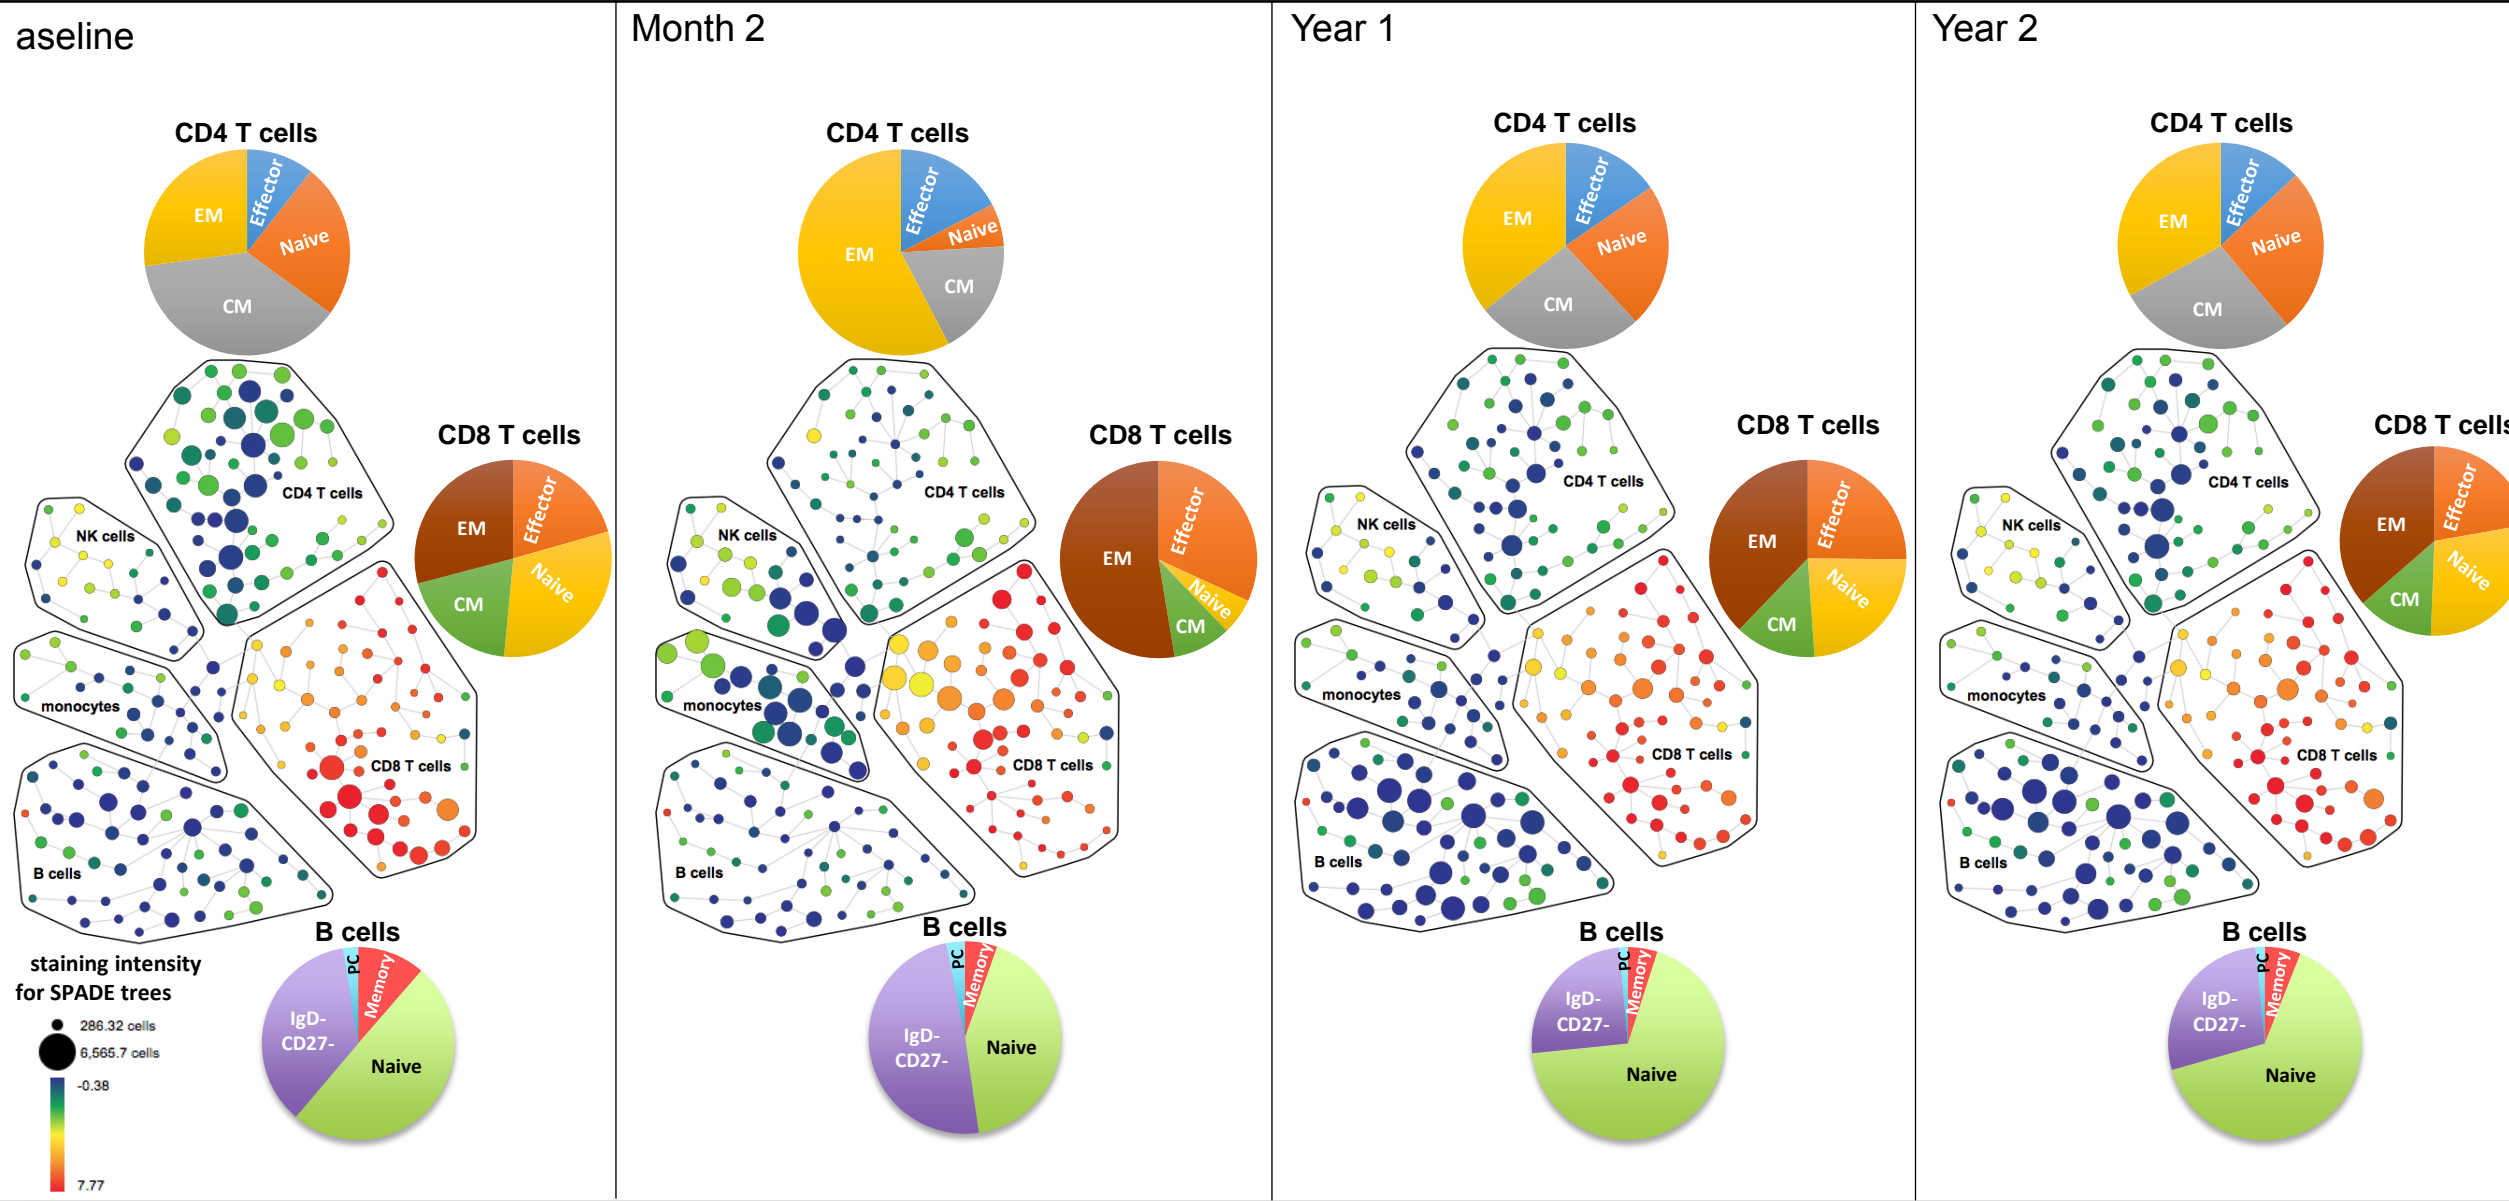 aseline
CD4 T cells
Effector
Naive
CM
EM
CD4 T cells
NK cells
monocytes
B cells
CD8 T cells
CD8 T cells
Effector
Naive
CM
EM
B cells
PC
Memory
Naive
IgD-
CD27-
staining intensity
for SPADE trees
286.32 cells
6,565.7 cells
-0.38
7.77
Month 2
CD4 T cells
Effector
Naive
CM
EM
CD4 T cells
NK cells
monocytes
B cells
CD8 T cells
CD8 T cells
Effector
Naive
CM
EM
B cells
PC
Memory
Naive
IgD-
CD27-
Year 1
CD4 T cells
Effector
Naive
CM
EM
CD4 T cells
NK cells
monocytes
B cells
CD8 T cells
CD8 T cells
Effector
Naive
CM
EM
B cells
PC
Memory
Naive
IgD-
CD27-
Year 2
CD4 T cells
Effector
Naive
CM
EM
CD4 T cells
NK cells
monocytes
B cells
CD8 T cells
CD8 T cells
Effector
Naive
CM
EM
B cells
PC
Memory
Naive
IgD-
CD27-